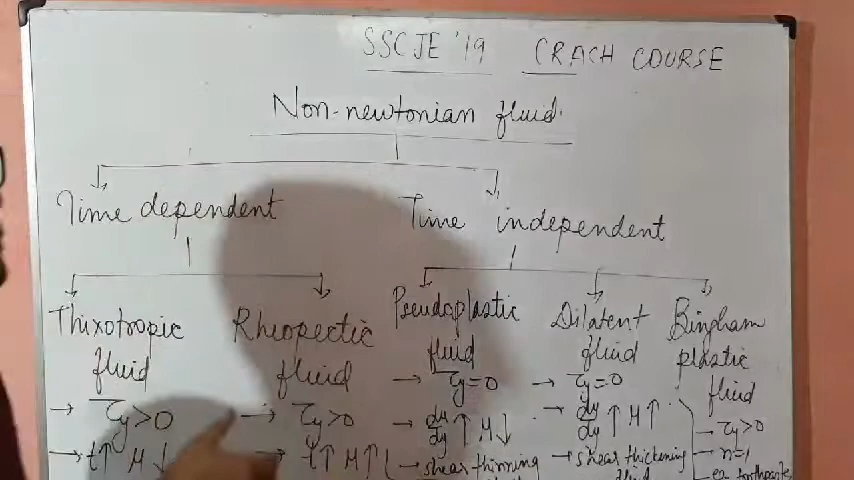 SSCJE '19 CRACH COURSE
Non-newtonian fluid
Time dependent
Time independent
Thixotropic
fluid
→ τy>0
→ t↑ μ↓
Rheopectic
fluid
→ τy>0
→ t↑ μ↑
Pseudoplastic
fluid
→ τy=0
→ du/dy ↑ μ↓
→ shear thinning
Dilatent
fluid
→ τy=0
→ du/dy ↑ μ↑
→ shear thickening
Bingham
plastic
fluid
→ τy>0
→ n=1